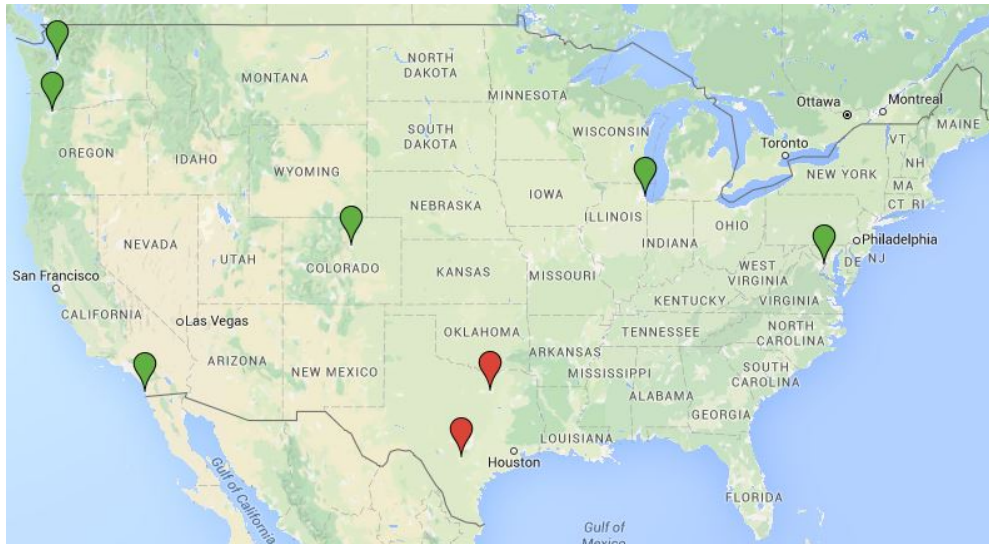 NORTH
DAKOTA
MONTANA
MINNESOTA
Ottawa
Montreal
MAINE
WISCONSIN
SOUTH
DAKOTA
Toronto
VT
OREGON
IDAHO
NH
WYOMING
NEW YORK
MA
IOWA
CT RI
NEBRASKA
ILLINOIS
OHIO
NEVADA
INDIANA
Philadelphia
UTAH
San Francisco
COLORADO
KANSAS
MISSOURI
WEST
VIRGINIA
DE
NJ
KENTUCKY
VIRGINIA
CALIFORNIA
Las Vegas
OKLAHOMA
TENNESSEE
NORTH
CAROLINA
ARIZONA
NEW MEXICO
ARKANSAS
MISSISSIPPI
SOUTH
CAROLINA
ALABAMA
GEORGIA
LOUISIANA
Houston
Gulf of California
FLORIDA
Gulf of
Mexico